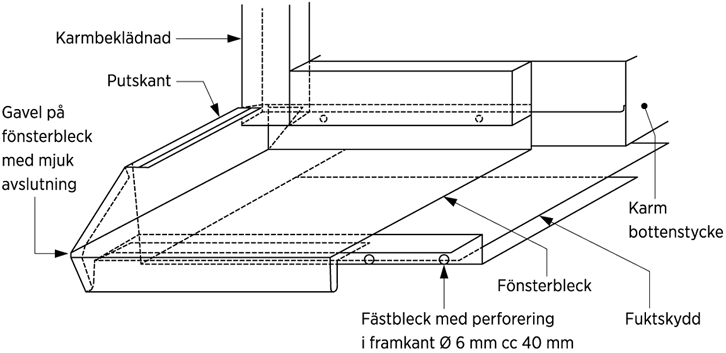 Karmbeklädnad
Putskant
Gavel på
fönsterbleck
med mjuk
avslutning
Karm
bottenstycke
Fönsterbleck
Fästbleck med perforering
i framkant Ø 6 mm cc 40 mm
Fuktskydd